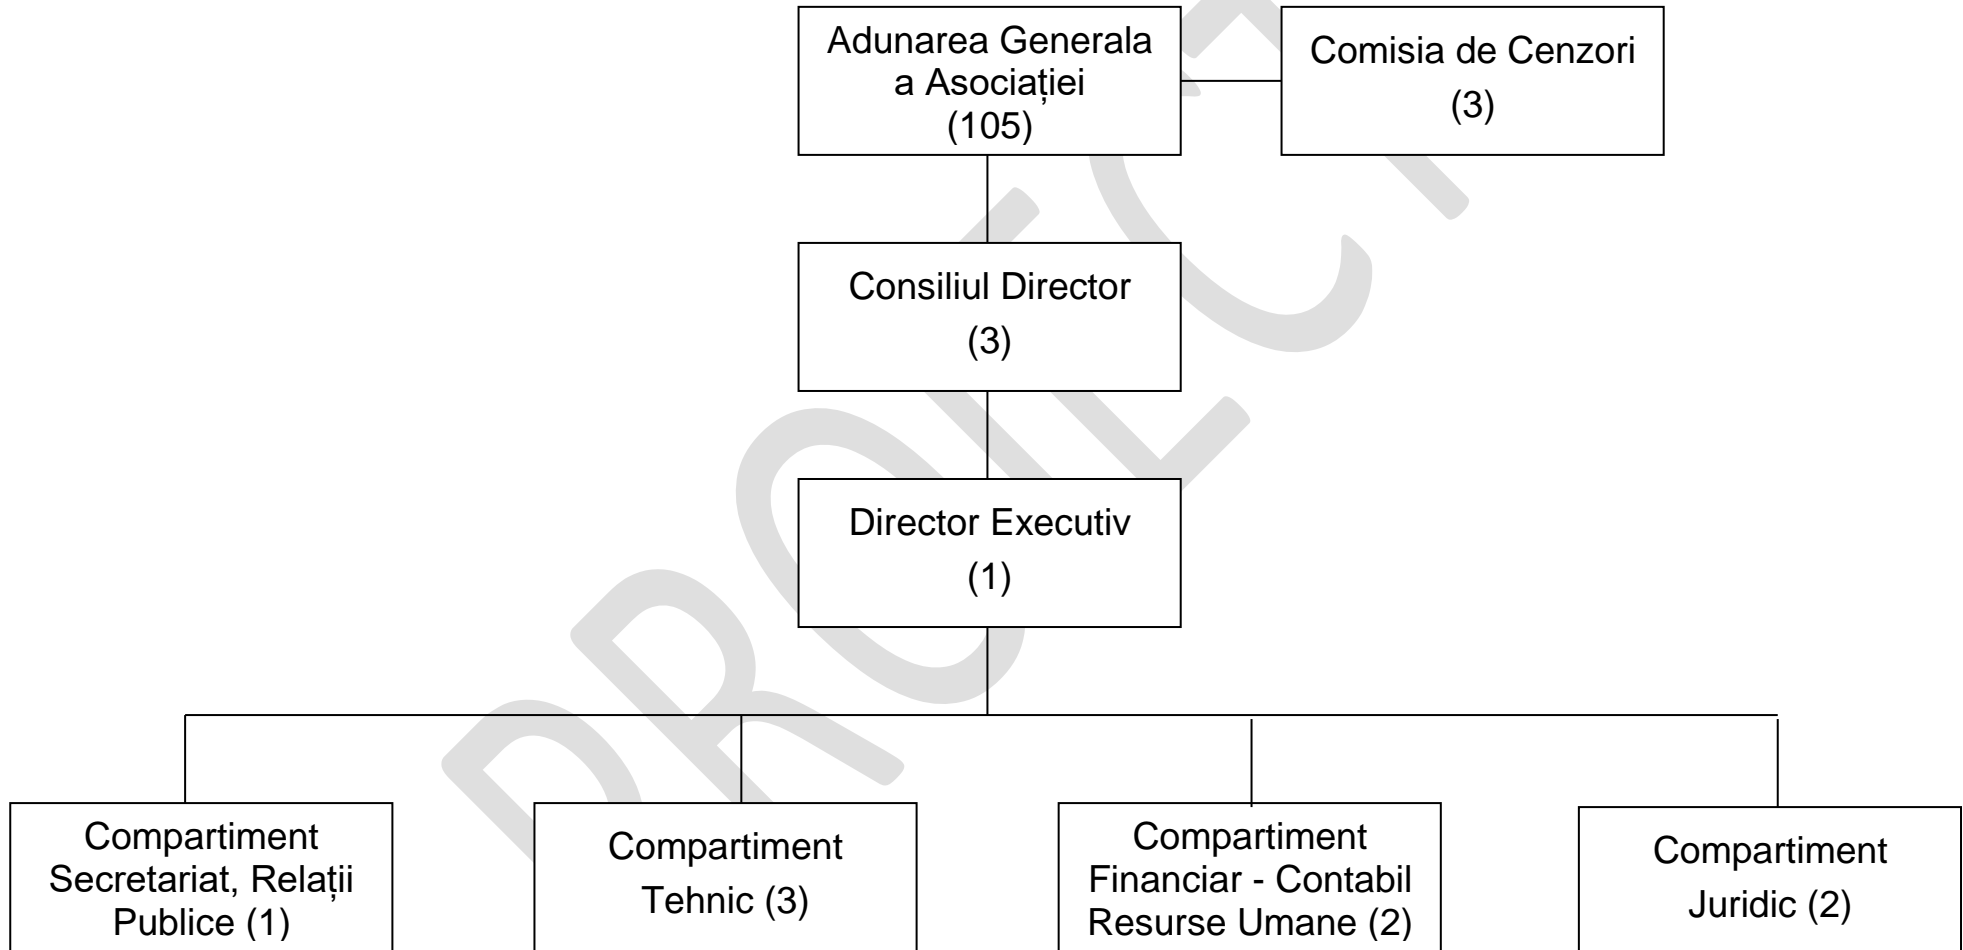 Adunarea Generala
a Asociației
(105)
Comisia de Cenzori
(3)
Consiliul Director
(3)
Director Executiv
(1)
Compartiment
Secretariat, Relații
Publice (1)
Compartiment
Tehnic (3)
Compartiment
Financiar - Contabil
Resurse Umane (2)
Compartiment
Juridic (2)
PROIECT